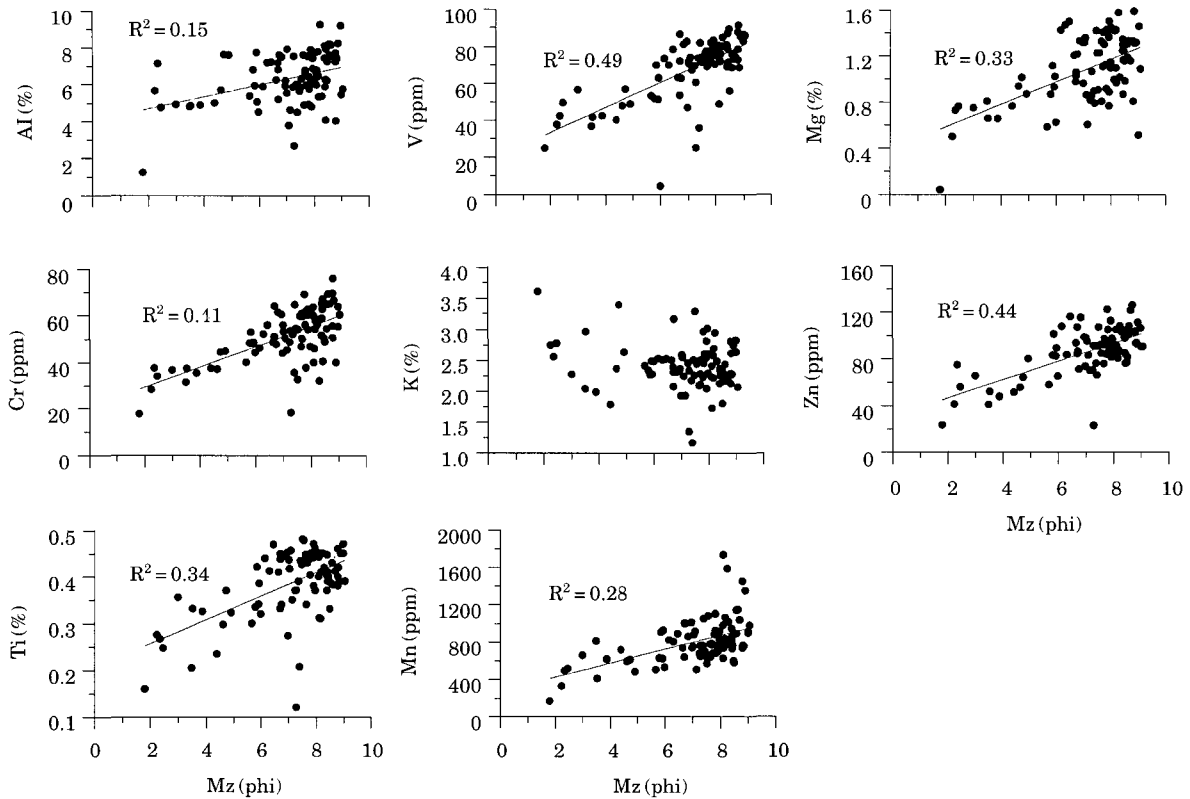 10
8
6
4
2
0
Al (%)
R² = 0.15
100
80
60
40
20
0
V (ppm)
R² = 0.49
1.6
1.2
0.8
0.4
0
Mg (%)
R² = 0.33
80
60
40
20
0
Cr (ppm)
R² = 0.41
4.0
3.5
3.0
2.5
2.0
1.5
1.0
K (%)
160
120
80
40
0
Zn (ppm)
R² = 0.44
0 2 4 6 8 10
Mz (phi)
0.5
0.4
0.3
0.2
0.1
Ti (%)
R² = 0.34
0 2 4 6 8 10
Mz (phi)
2000
1600
1200
800
400
0
Mn (ppm)
R² = 0.28
0 2 4 6 8 10
Mz (phi)